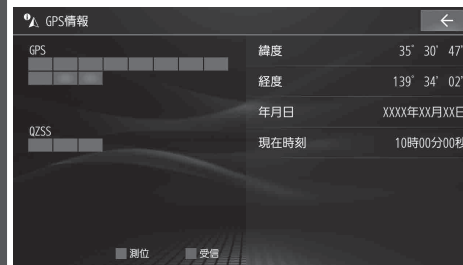 GPS情報
GPS
QZSS
測位
受信
緯度 35° 30' 47"
経度 139° 34' 02"
年月日 XXXX年XX月XX日
現在時刻 10時00分00秒